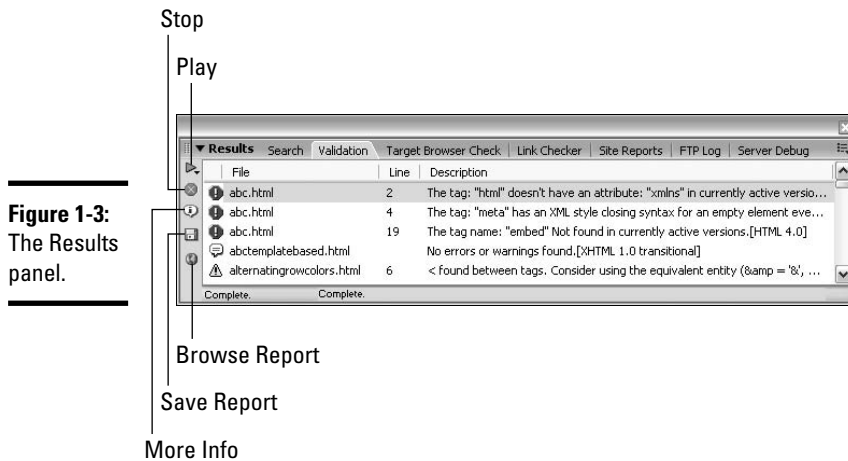 Stop
Play
Results Search Validation Target Browser Check Link Checker Site Reports FTP Log Server Debug
File Line Description
abc.html 2 The tag: "html" doesn't have an attribute: "xmlns" in currently active versio...
abc.html 4 The tag: "meta" has an XML style closing syntax for an empty element eve...
abc.html 19 The tag name: "embed" Not found in currently active versions.[HTML 4.0]
abctemplatebased.html No errors or warnings found.[XHTML 1.0 transitional]
alternatingrowcolors.html 6 < found between tags. Consider using the equivalent entity (&amp = '&', ...
Complete. Complete.
Figure 1-3:
The Results
panel.
Browse Report
Save Report
More Info